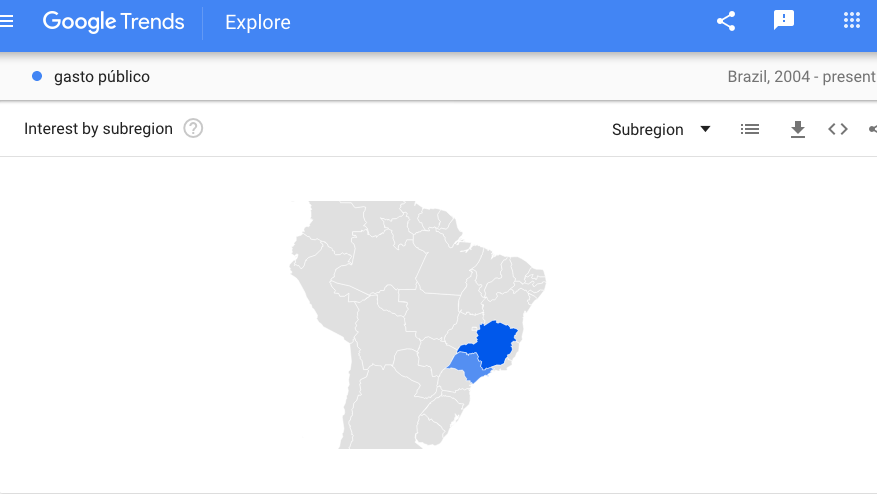 Google Trends Explore
gasto público Brazil, 2004 - present
Interest by subregion ? Subregion